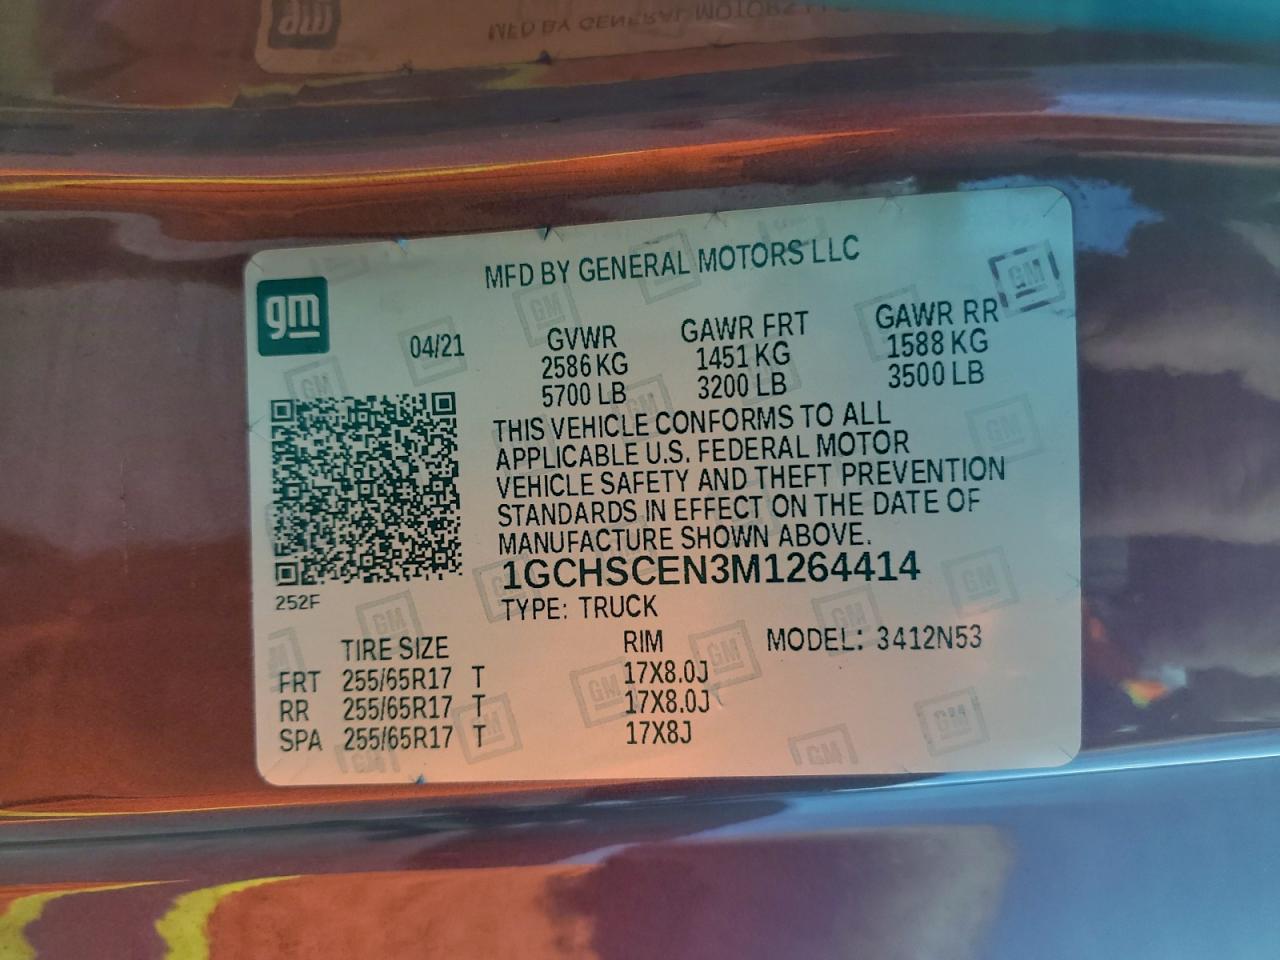 MFD BY GENERAL MOTORS LLC
gm
04/21
GVWR GAWR FRT GAWR RR
2586 KG 1451 KG 1588 KG
5700 LB 3200 LB 3500 LB
THIS VEHICLE CONFORMS TO ALL
APPLICABLE U.S. FEDERAL MOTOR
VEHICLE SAFETY AND THEFT PREVENTION
STANDARDS IN EFFECT ON THE DATE OF
MANUFACTURE SHOWN ABOVE.
1GCHSCEN3M1264414
252F
TYPE: TRUCK
TIRE SIZE RIM MODEL: 3412N53
FRT 255/65R17 T 17X8.0J
RR 255/65R17 T 17X8.0J
SPA 255/65R17 T 17X8J